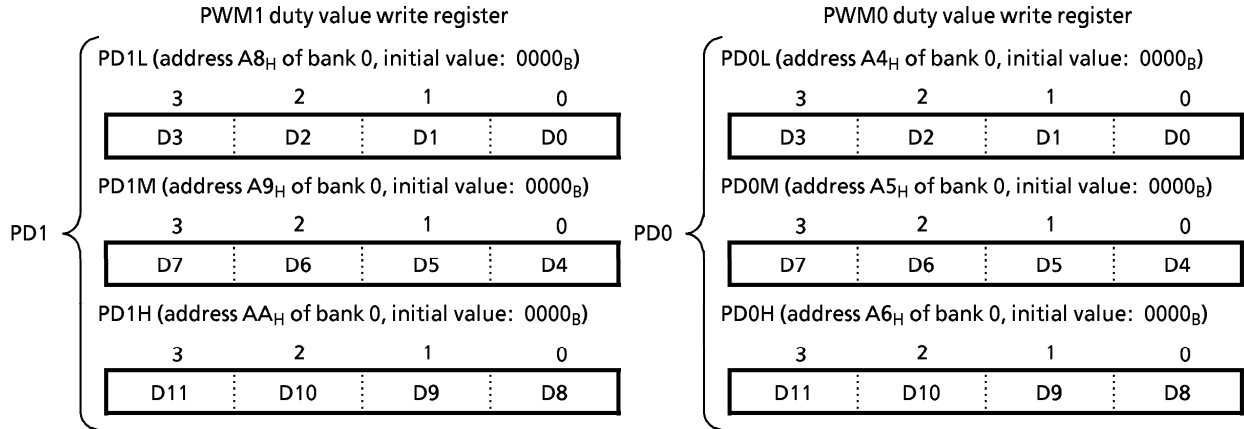 PWM1 duty value write register
PD1L (address A8H of bank 0, initial value: 0000B)
3 2 1 0
D3 D2 D1 D0
PD1M (address A9H of bank 0, initial value: 0000B)
3 2 1 0
PD1
D7 D6 D5 D4
PD1H (address AAH of bank 0, initial value: 0000B)
3 2 1 0
D11 D10 D9 D8
PWM0 duty value write register
PD0L (address A4H of bank 0, initial value: 0000B)
3 2 1 0
D3 D2 D1 D0
PD0M (address A5H of bank 0, initial value: 0000B)
3 2 1 0
PD0
D7 D6 D5 D4
PD0H (address A6H of bank 0, initial value: 0000B)
3 2 1 0
D11 D10 D9 D8